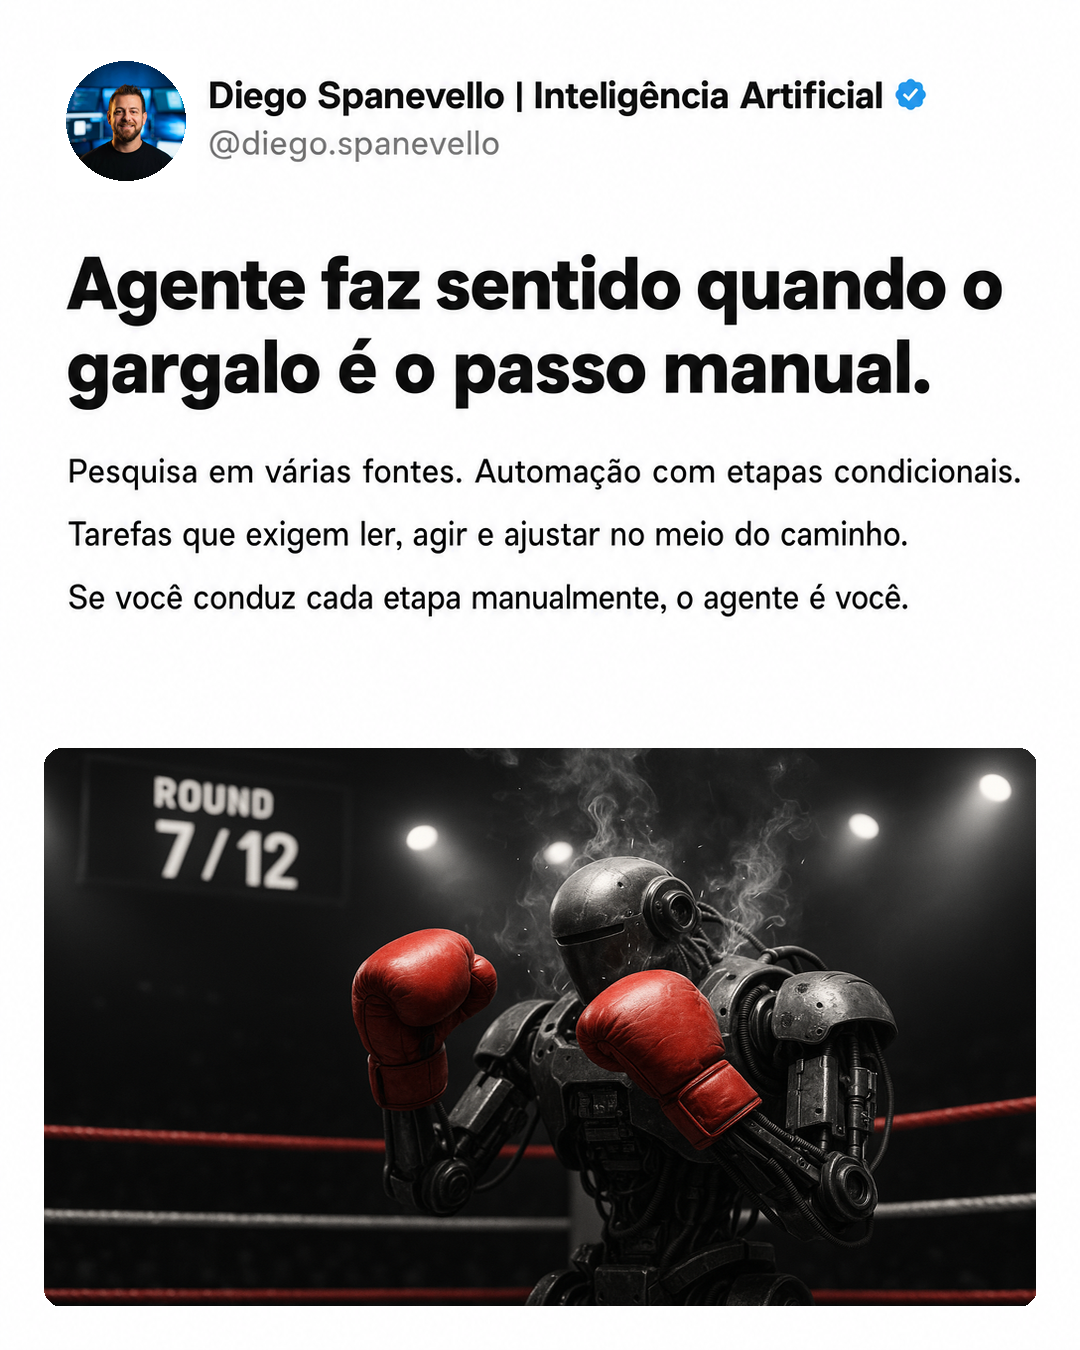 Diego Spanevello | Inteligência Artificial
@diego.spanevello
Agente faz sentido quando o
gargalo é o passo manual.
Pesquisa em várias fontes. Automação com etapas condicionais.
Tarefas que exigem ler, agir e ajustar no meio do caminho.
Se você conduz cada etapa manualmente, o agente é você.
ROUND
7/12